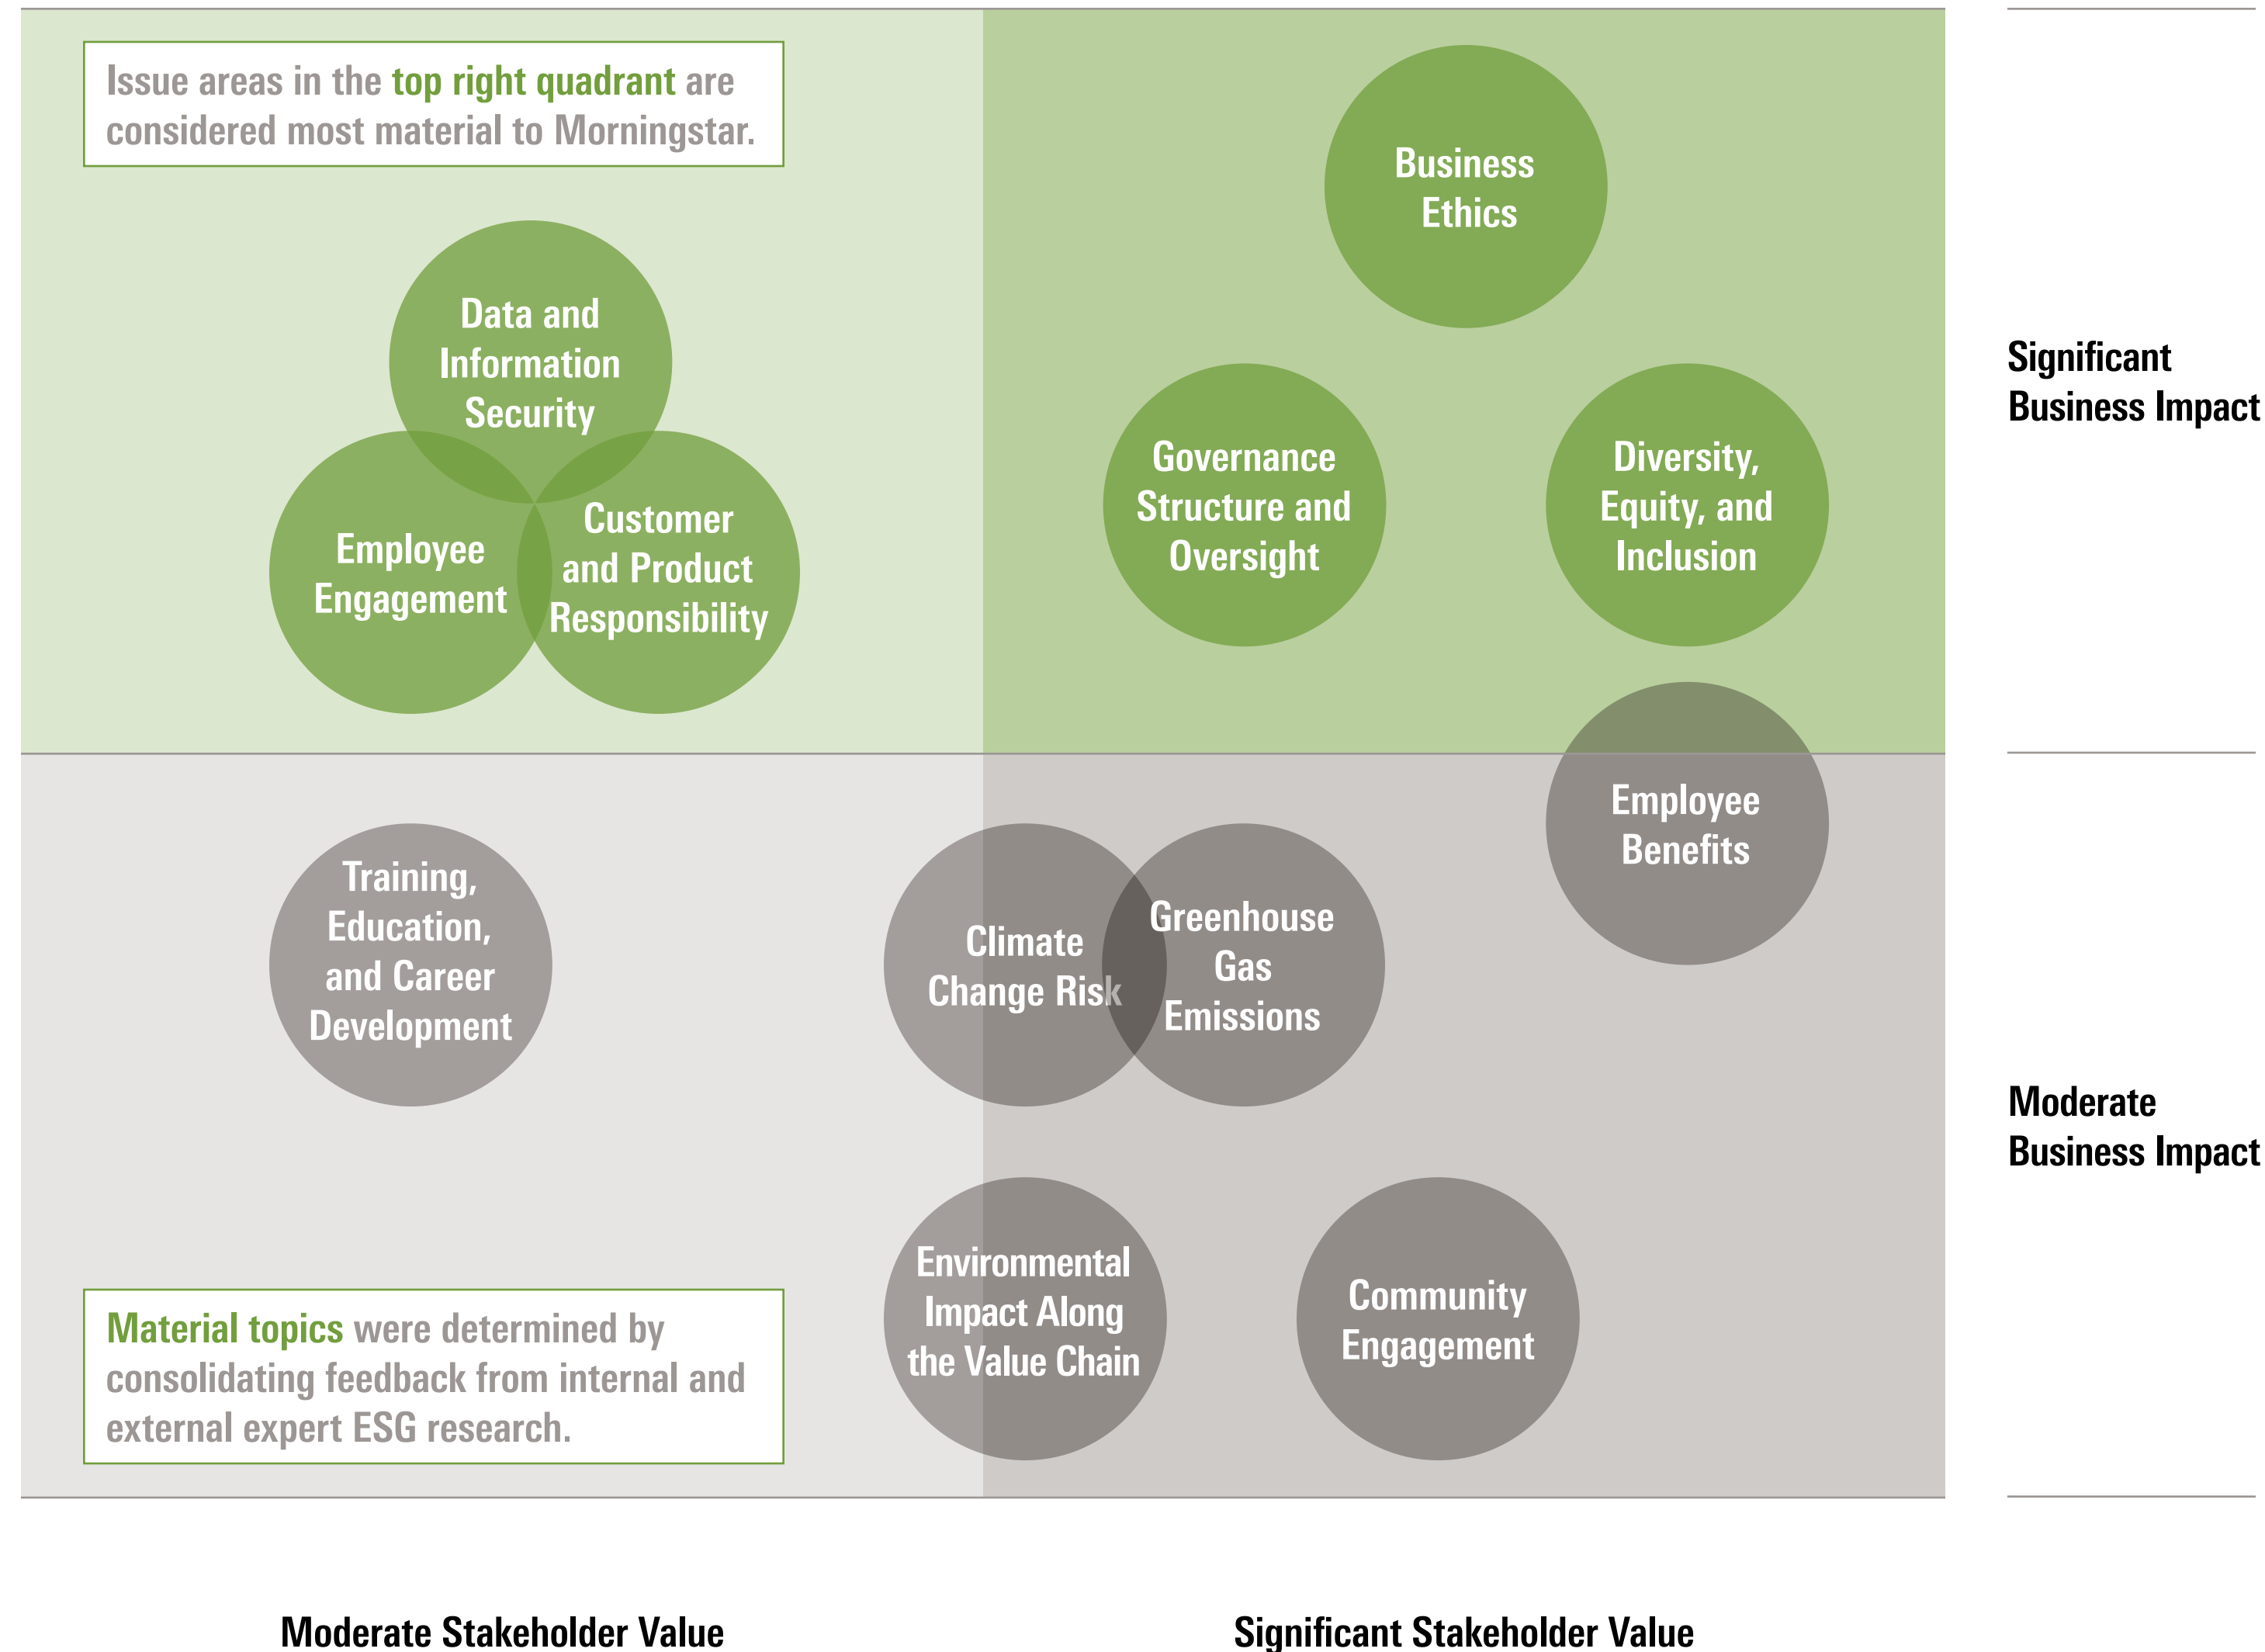 Issue areas in the top right quadrant are
considered most material to Morningstar.
Business
Ethics
Data and
Information
Security
Employee
Engagement
Customer
and Product
Responsibility
Governance
Structure and
Oversight
Diversity,
Equity, and
Inclusion
Significant
Business Impact
Employee
Benefits
Training,
Education,
and Career
Development
Climate
Change Risk
Greenhouse
Gas
Emissions
Moderate
Business Impact
Environmental
Impact Along
the Value Chain
Community
Engagement
Material topics were determined by
consolidating feedback from internal and
external expert ESG research.
Moderate Stakeholder Value
Significant Stakeholder Value